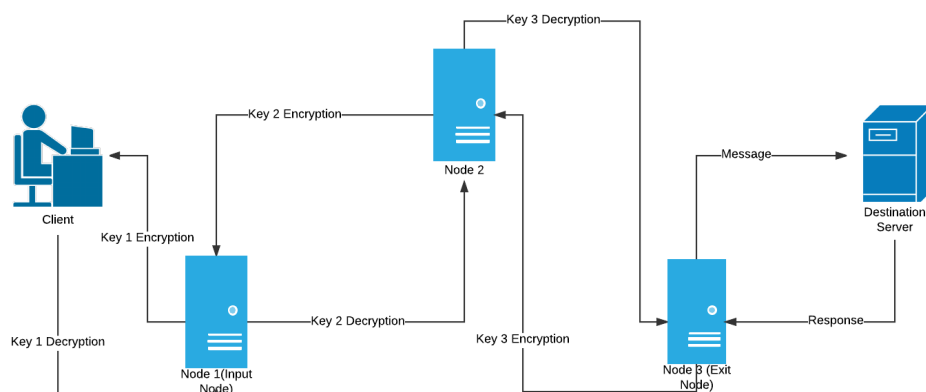 Key 3 Decryption
Key 2 Encryption
Node 2
Message
Client
Destination
Server
Key 1 Encryption
Key 2 Decryption
Response
Key 1 Decryption
Key 3 Encryption
Node 1(Input
Node)
Node 3 (Exit
Node)